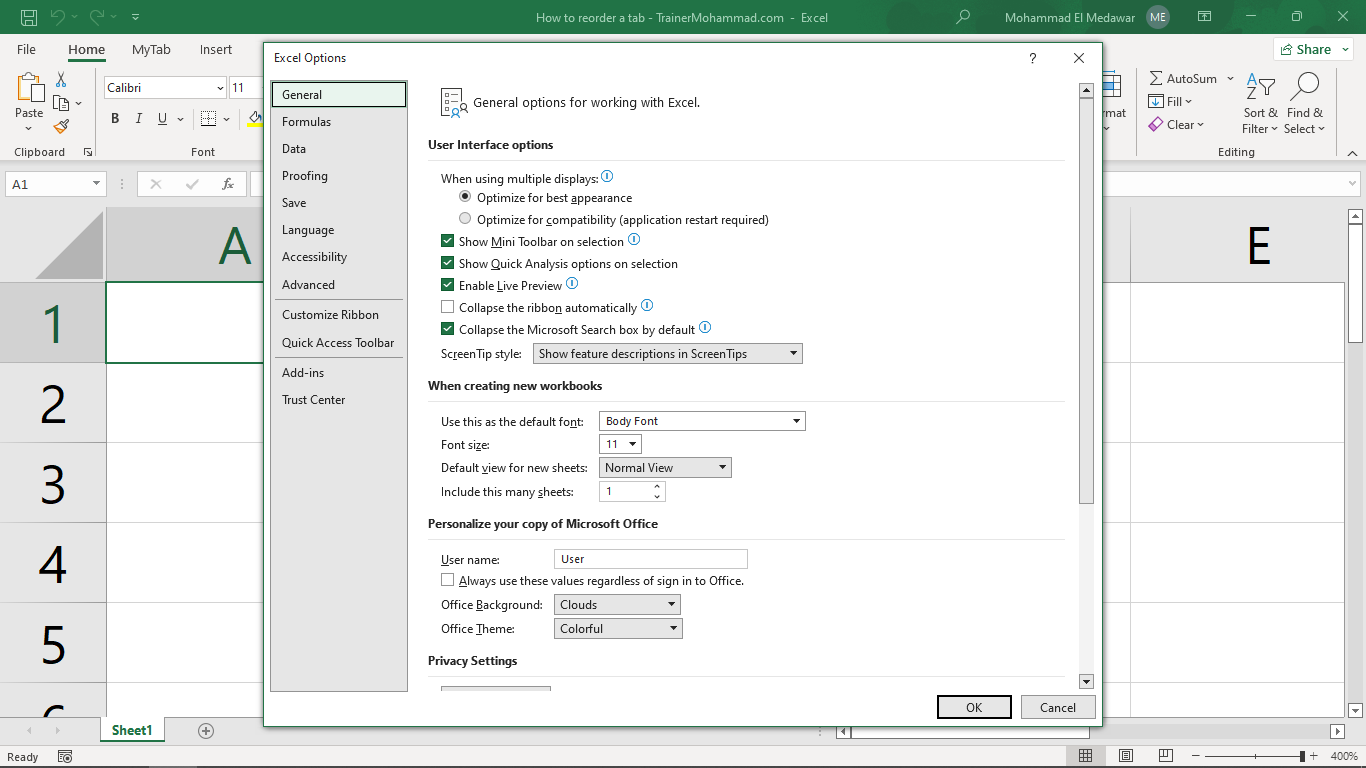 How to reorder a tab - TrainerMohammad.com - Excel
Mohammad El Medawar ME
File Home MyTab Insert
Share
Paste
Clipboard
Calibri 11
B I U
Font
mat
AutoSum
Fill
Clear
Sort & Filter
Find & Select
Editing
A1
fx
A E
1
2
3
4
5
Excel Options
?
General
Formulas
Data
Proofing
Save
Language
Accessibility
Advanced
Customize Ribbon
Quick Access Toolbar
Add-ins
Trust Center
General options for working with Excel.
User Interface options
When using multiple displays:
Optimize for best appearance
Optimize for compatibility (application restart required)
Show Mini Toolbar on selection
Show Quick Analysis options on selection
Enable Live Preview
Collapse the ribbon automatically
Collapse the Microsoft Search box by default
ScreenTip style: Show feature descriptions in ScreenTips
When creating new workbooks
Use this as the default font: Body Font
Font size: 11
Default view for new sheets: Normal View
Include this many sheets: 1
Personalize your copy of Microsoft Office
User name: User
Always use these values regardless of sign in to Office.
Office Background: Clouds
Office Theme: Colorful
Privacy Settings
OK Cancel
Sheet1
Ready
400%